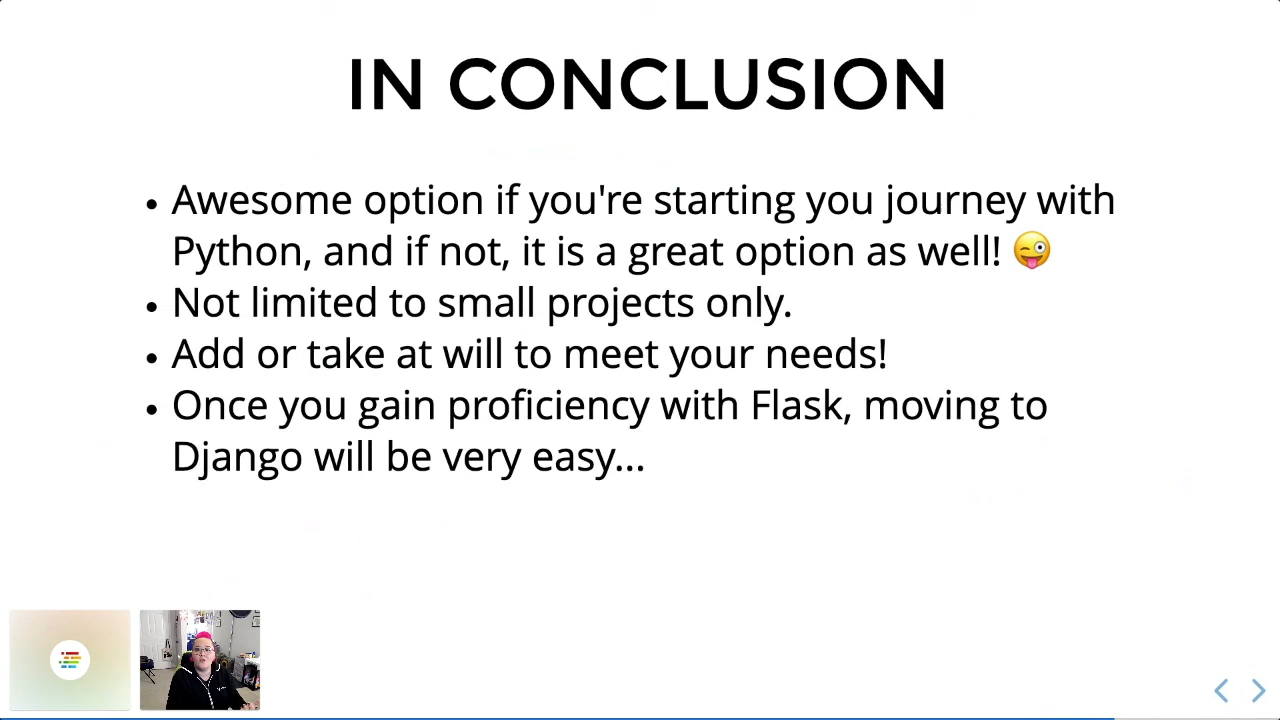 IN CONCLUSION
• Awesome option if you're starting you journey with
Python, and if not, it is a great option as well! 😜
• Not limited to small projects only.
• Add or take at will to meet your needs!
• Once you gain proficiency with Flask, moving to
Django will be very easy...